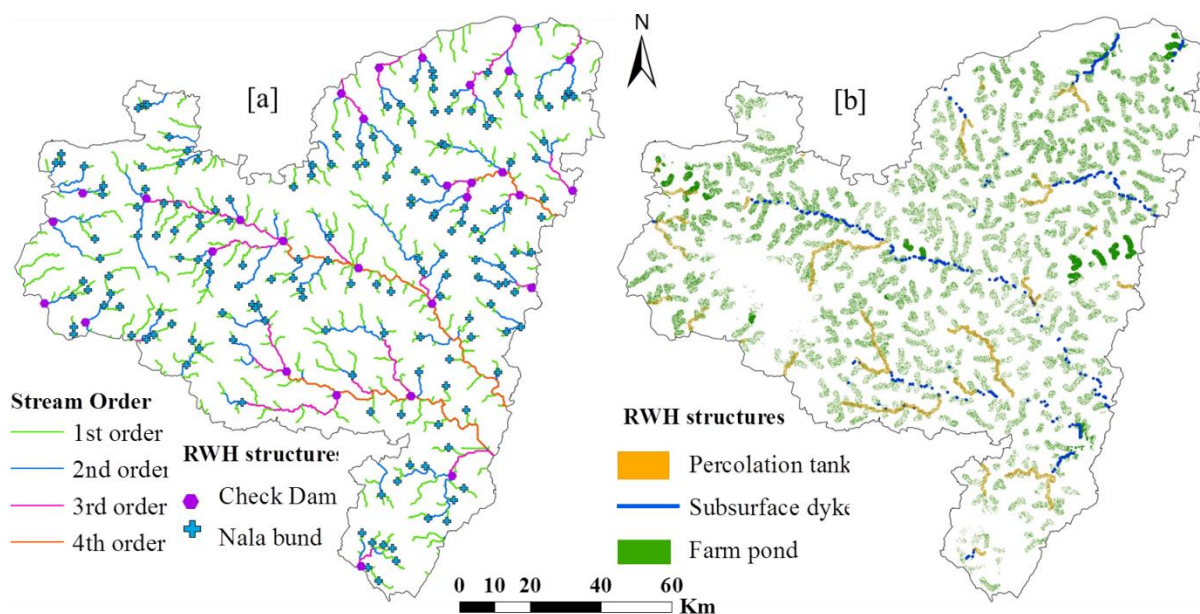 N
[a]
[b]
Stream Order
1st order
2nd order
3rd order
4th order
RWH structures
Check Dam
Nala bund
RWH structures
Percolation tank
Subsurface dyke
Farm pond
0 10 20 40 60
Km